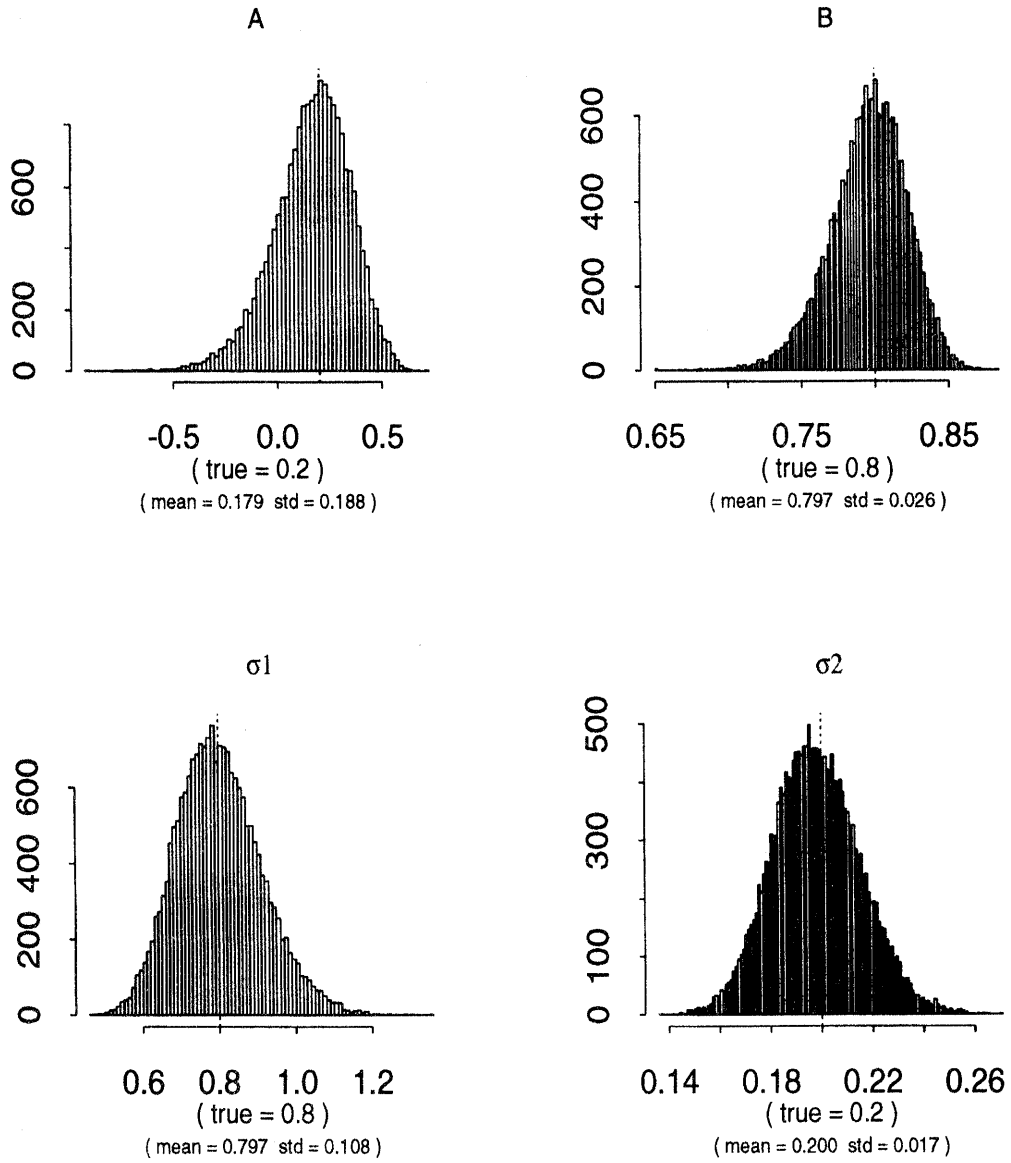 A
600
200
0
-0.5 0.0 0.5
( true = 0.2 )
( mean = 0.179 std = 0.188 )
B
600
400
200
0
0.65 0.75 0.85
( true = 0.8 )
( mean = 0.797 std = 0.026 )
σ1
600
400
200
0
0.6 0.8 1.0 1.2
( true = 0.8 )
( mean = 0.797 std = 0.108 )
σ2
500
300
100
0
0.14 0.18 0.22 0.26
( true = 0.2 )
( mean = 0.200 std = 0.017 )